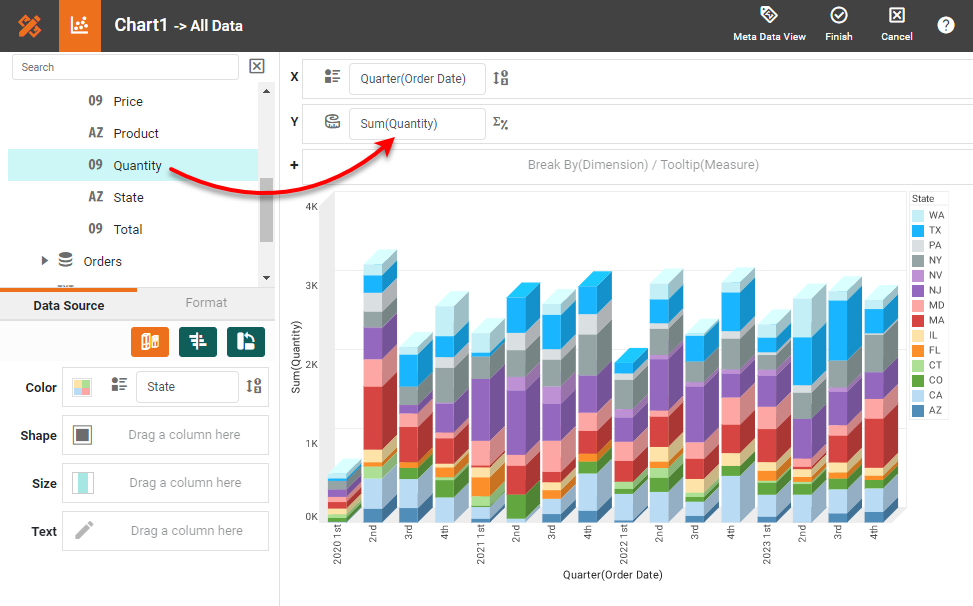 Chart1 -> All Data
Meta Data View
Finish
Cancel
?
Search
09 Price
AZ Product
09 Quantity
AZ State
09 Total
Orders
Data Source
Format
Color
State
Shape
Drag a column here
Size
Drag a column here
Text
Drag a column here
X
Quarter(Order Date)
Y
Sum(Quantity)
Σ%
+
Break By(Dimension) / Tooltip(Measure)
4K
3K
2K
1K
0K
Sum(Quantity)
2020 1st
2nd
3rd
4th
2021 1st
2nd
3rd
4th
2022 1st
2nd
3rd
4th
2023 1st
2nd
3rd
4th
Quarter(Order Date)
State
WA
TX
PA
NY
NV
NJ
MD
MA
IL
FL
CT
CO
CA
AZ